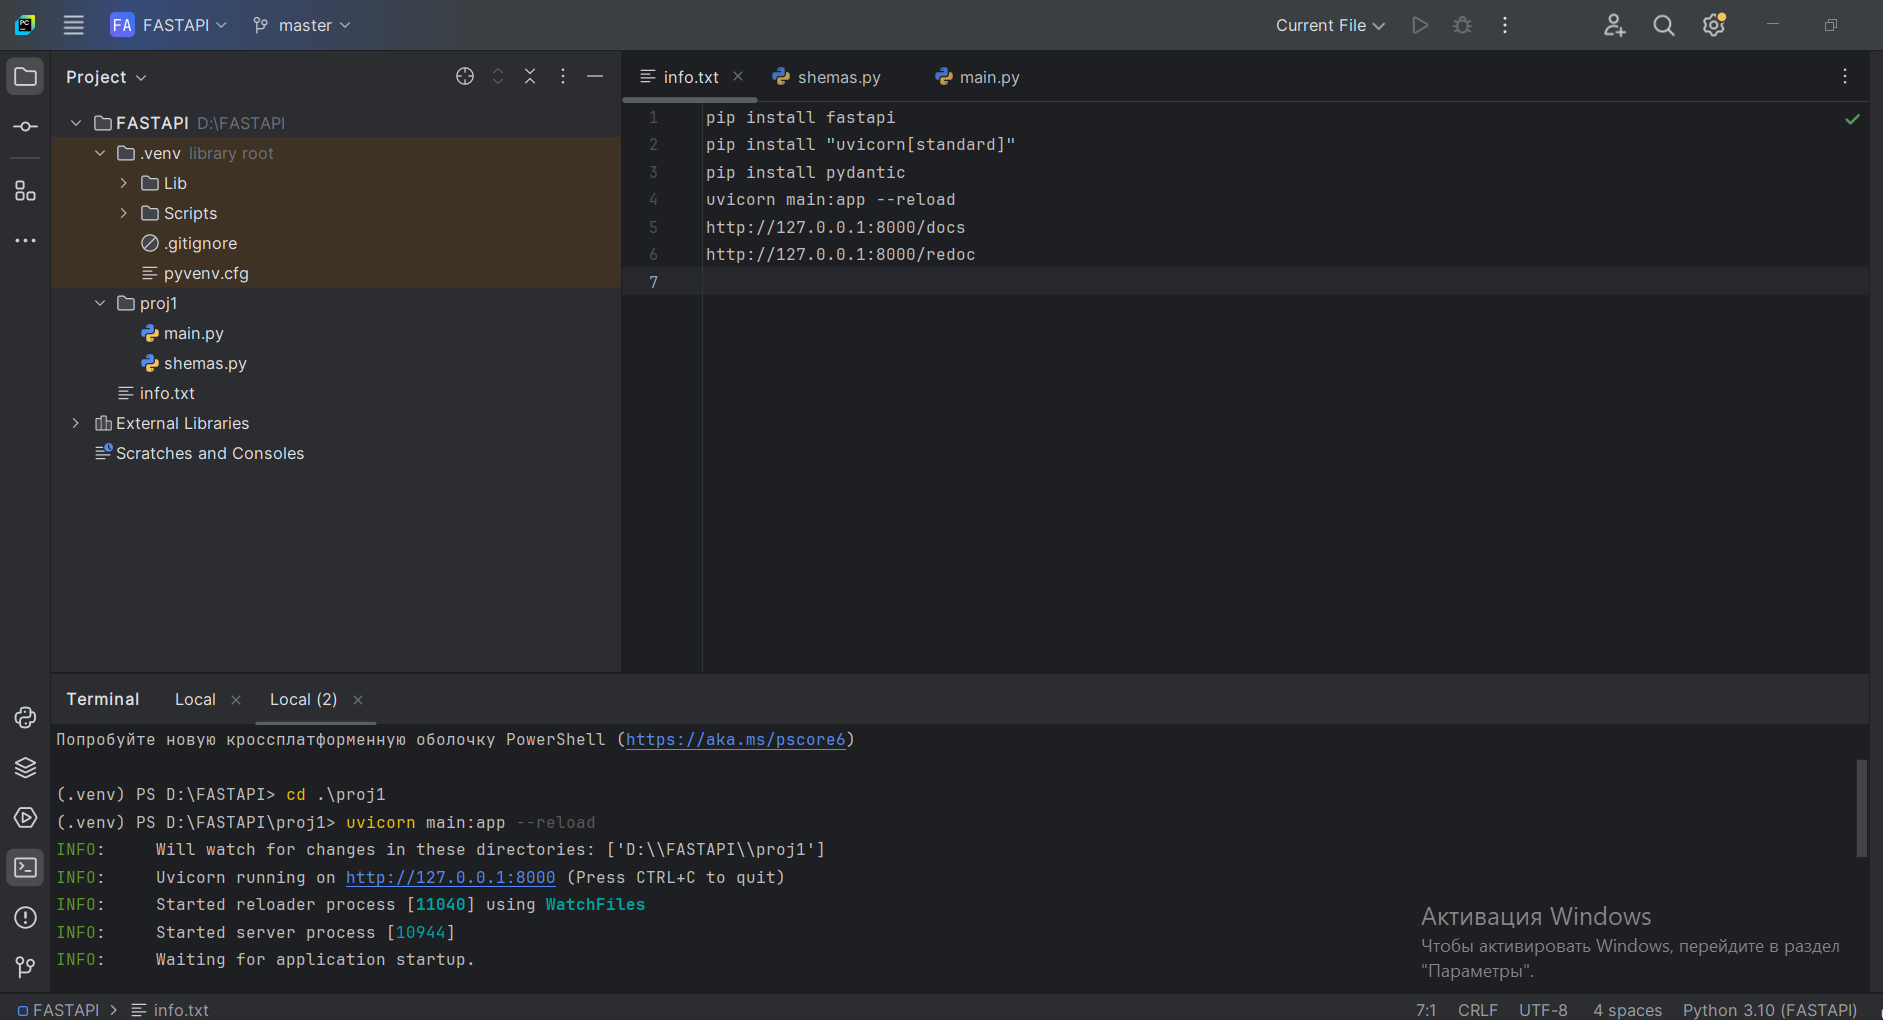 FA FASTAPI master Current File
Project
info.txt shemas.py main.py
FASTAPI D:\FASTAPI
.venv library root
Lib
Scripts
.gitignore
pyvenv.cfg
proj1
main.py
shemas.py
info.txt
External Libraries
Scratches and Consoles
1 pip install fastapi
2 pip install "uvicorn[standard]"
3 pip install pydantic
4 uvicorn main:app --reload
5 http://127.0.0.1:8000/docs
6 http://127.0.0.1:8000/redoc
7
Terminal Local Local (2)
Попробуйте новую кроссплатформенную оболочку PowerShell (https://aka.ms/pscore6)
(.venv) PS D:\FASTAPI> cd .\proj1
(.venv) PS D:\FASTAPI\proj1> uvicorn main:app --reload
INFO: Will watch for changes in these directories: ['D:\\FASTAPI\\proj1']
INFO: Uvicorn running on http://127.0.0.1:8000 (Press CTRL+C to quit)
INFO: Started reloader process [11040] using WatchFiles
INFO: Started server process [10944]
INFO: Waiting for application startup.
Активация Windows
Чтобы активировать Windows, перейдите в раздел
"Параметры".
FASTAPI info.txt 7:1 CRLF UTF-8 4 spaces Python 3.10 (FASTAPI)